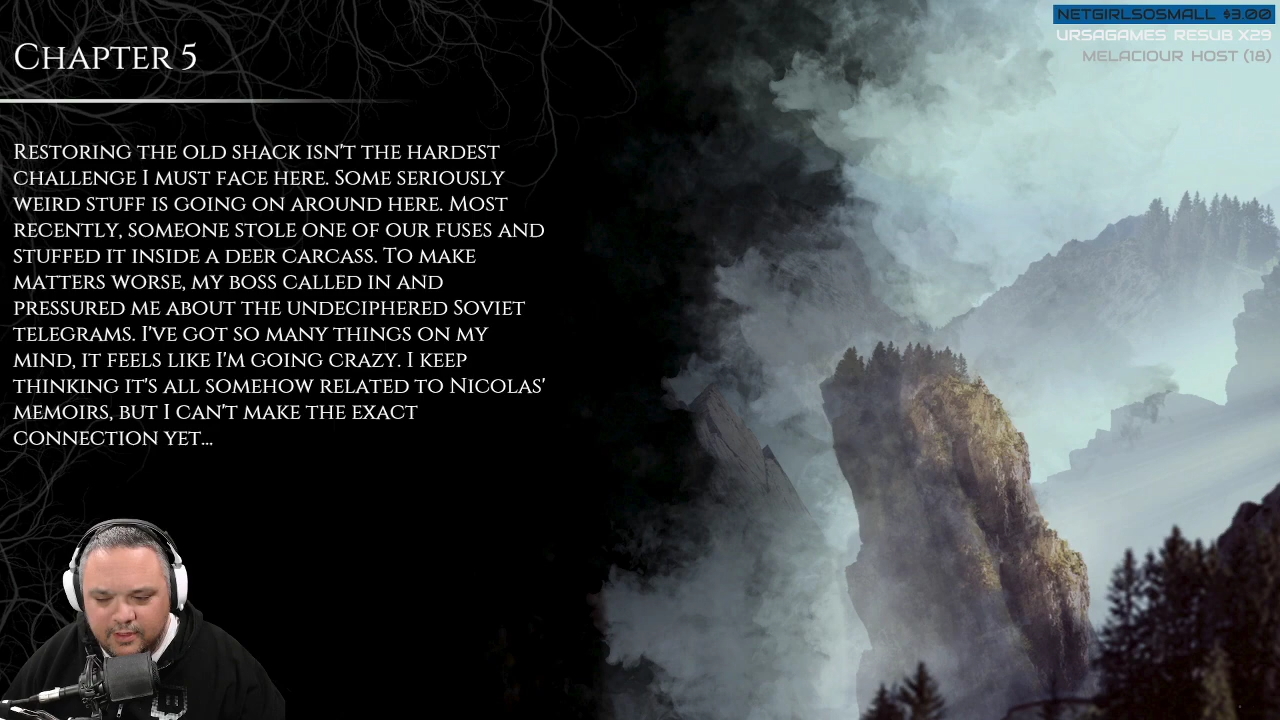 NETGIRLSOSMALL $3.00
URSAGAMES RESUB X29
MELACIOUR HOST (18)
Chapter 5
Restoring the old shack isn't the hardest
challenge I must face here. Some seriously
weird stuff is going on around here. Most
recently, someone stole one of our fuses and
stuffed it inside a deer carcass. To make
matters worse, my boss called in and
pressured me about the undeciphered Soviet
telegrams. I've got so many things on my
mind, it feels like I'm going crazy. I keep
thinking it's all somehow related to Nicolas'
memoirs, but I can't make the exact
connection yet...